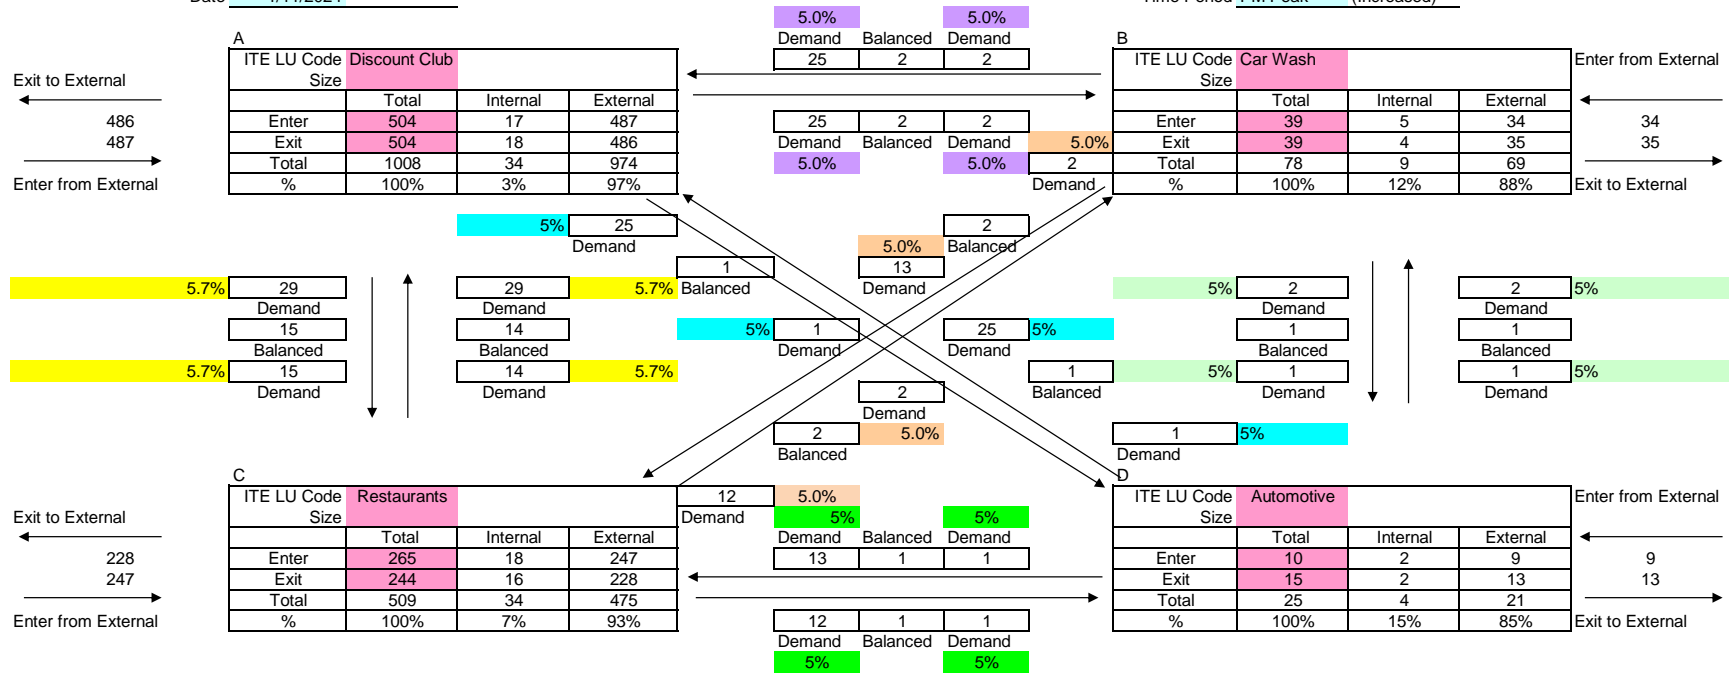 5.0% 5.0%
Demand Balanced Demand
A 25 2 2 B
ITE LU Code Discount Club
Size
Total Internal External
Enter 504 17 487
Exit 504 18 486
Total 1008 34 974
% 100% 3% 97%
Exit to External
486
487
Enter from External
25 2 2
Demand Balanced Demand
5.0% 5.0%
5.0%
2
Demand
ITE LU Code Car Wash
Size
Total Internal External
Enter 39 5 34
Exit 39 4 35
Total 78 9 69
% 100% 12% 88%
Enter from External
34
35
Exit to External
5% 25
Demand
2
Balanced
5.0%
13
Demand
1
Balanced
5.7% 29
Demand
15
Balanced
5.7% 15
Demand
29 5.7%
Demand
14
Balanced
14 5.7%
Demand
5% 1
Demand
25 5%
Demand
1
Balanced
2
Demand
5.0%
2
Balanced
5% 2
Demand
1
Balanced
5% 1
Demand
2 5%
Demand
1
Balanced
1 5%
Demand
1 5%
Demand
C
ITE LU Code Restaurants
Size
Total Internal External
Enter 265 18 247
Exit 244 16 228
Total 509 34 475
% 100% 7% 93%
Exit to External
228
247
Enter from External
12 5.0%
Demand
5% 5%
Demand Balanced Demand
13 1 1
12 1 1
Demand Balanced Demand
5% 5%
D
ITE LU Code Automotive
Size
Total Internal External
Enter 10 2 9
Exit 15 2 13
Total 25 4 21
% 100% 15% 85%
Enter from External
9
13
Exit to External